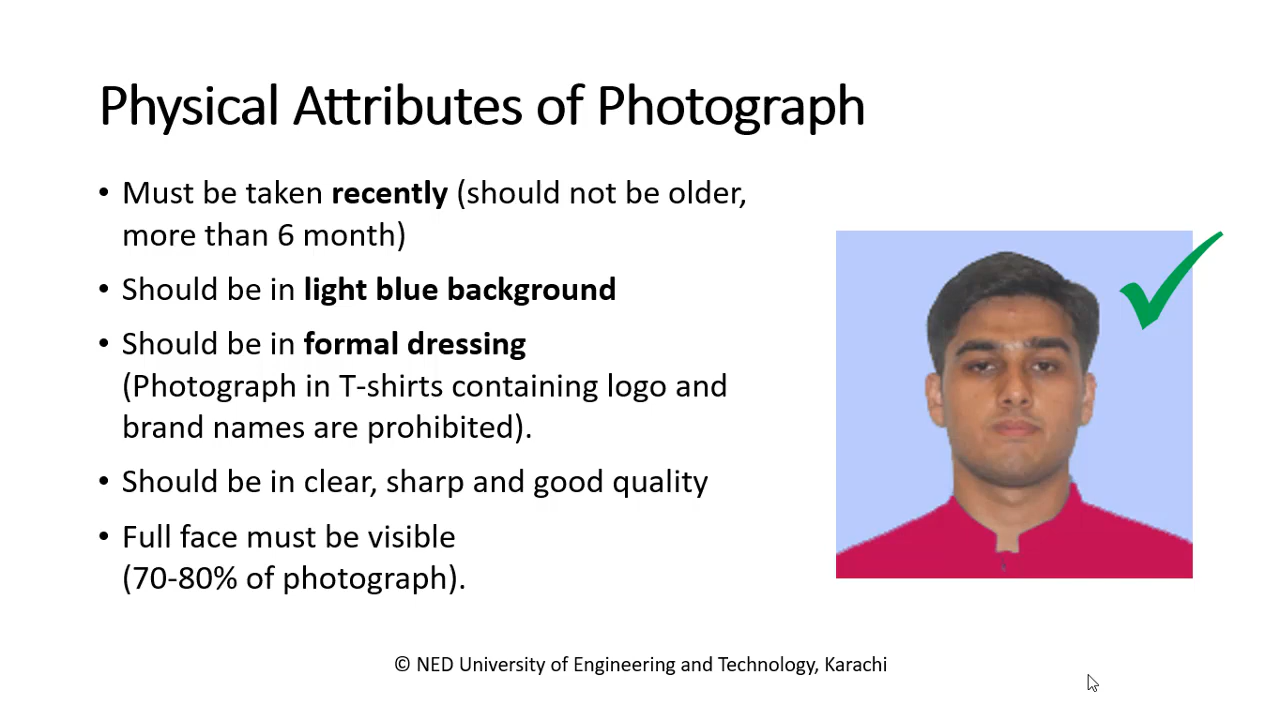 Physical Attributes of Photograph
• Must be taken recently (should not be older,
more than 6 month)
• Should be in light blue background
• Should be in formal dressing
(Photograph in T-shirts containing logo and
brand names are prohibited).
• Should be in clear, sharp and good quality
• Full face must be visible
(70-80% of photograph).
© NED University of Engineering and Technology, Karachi